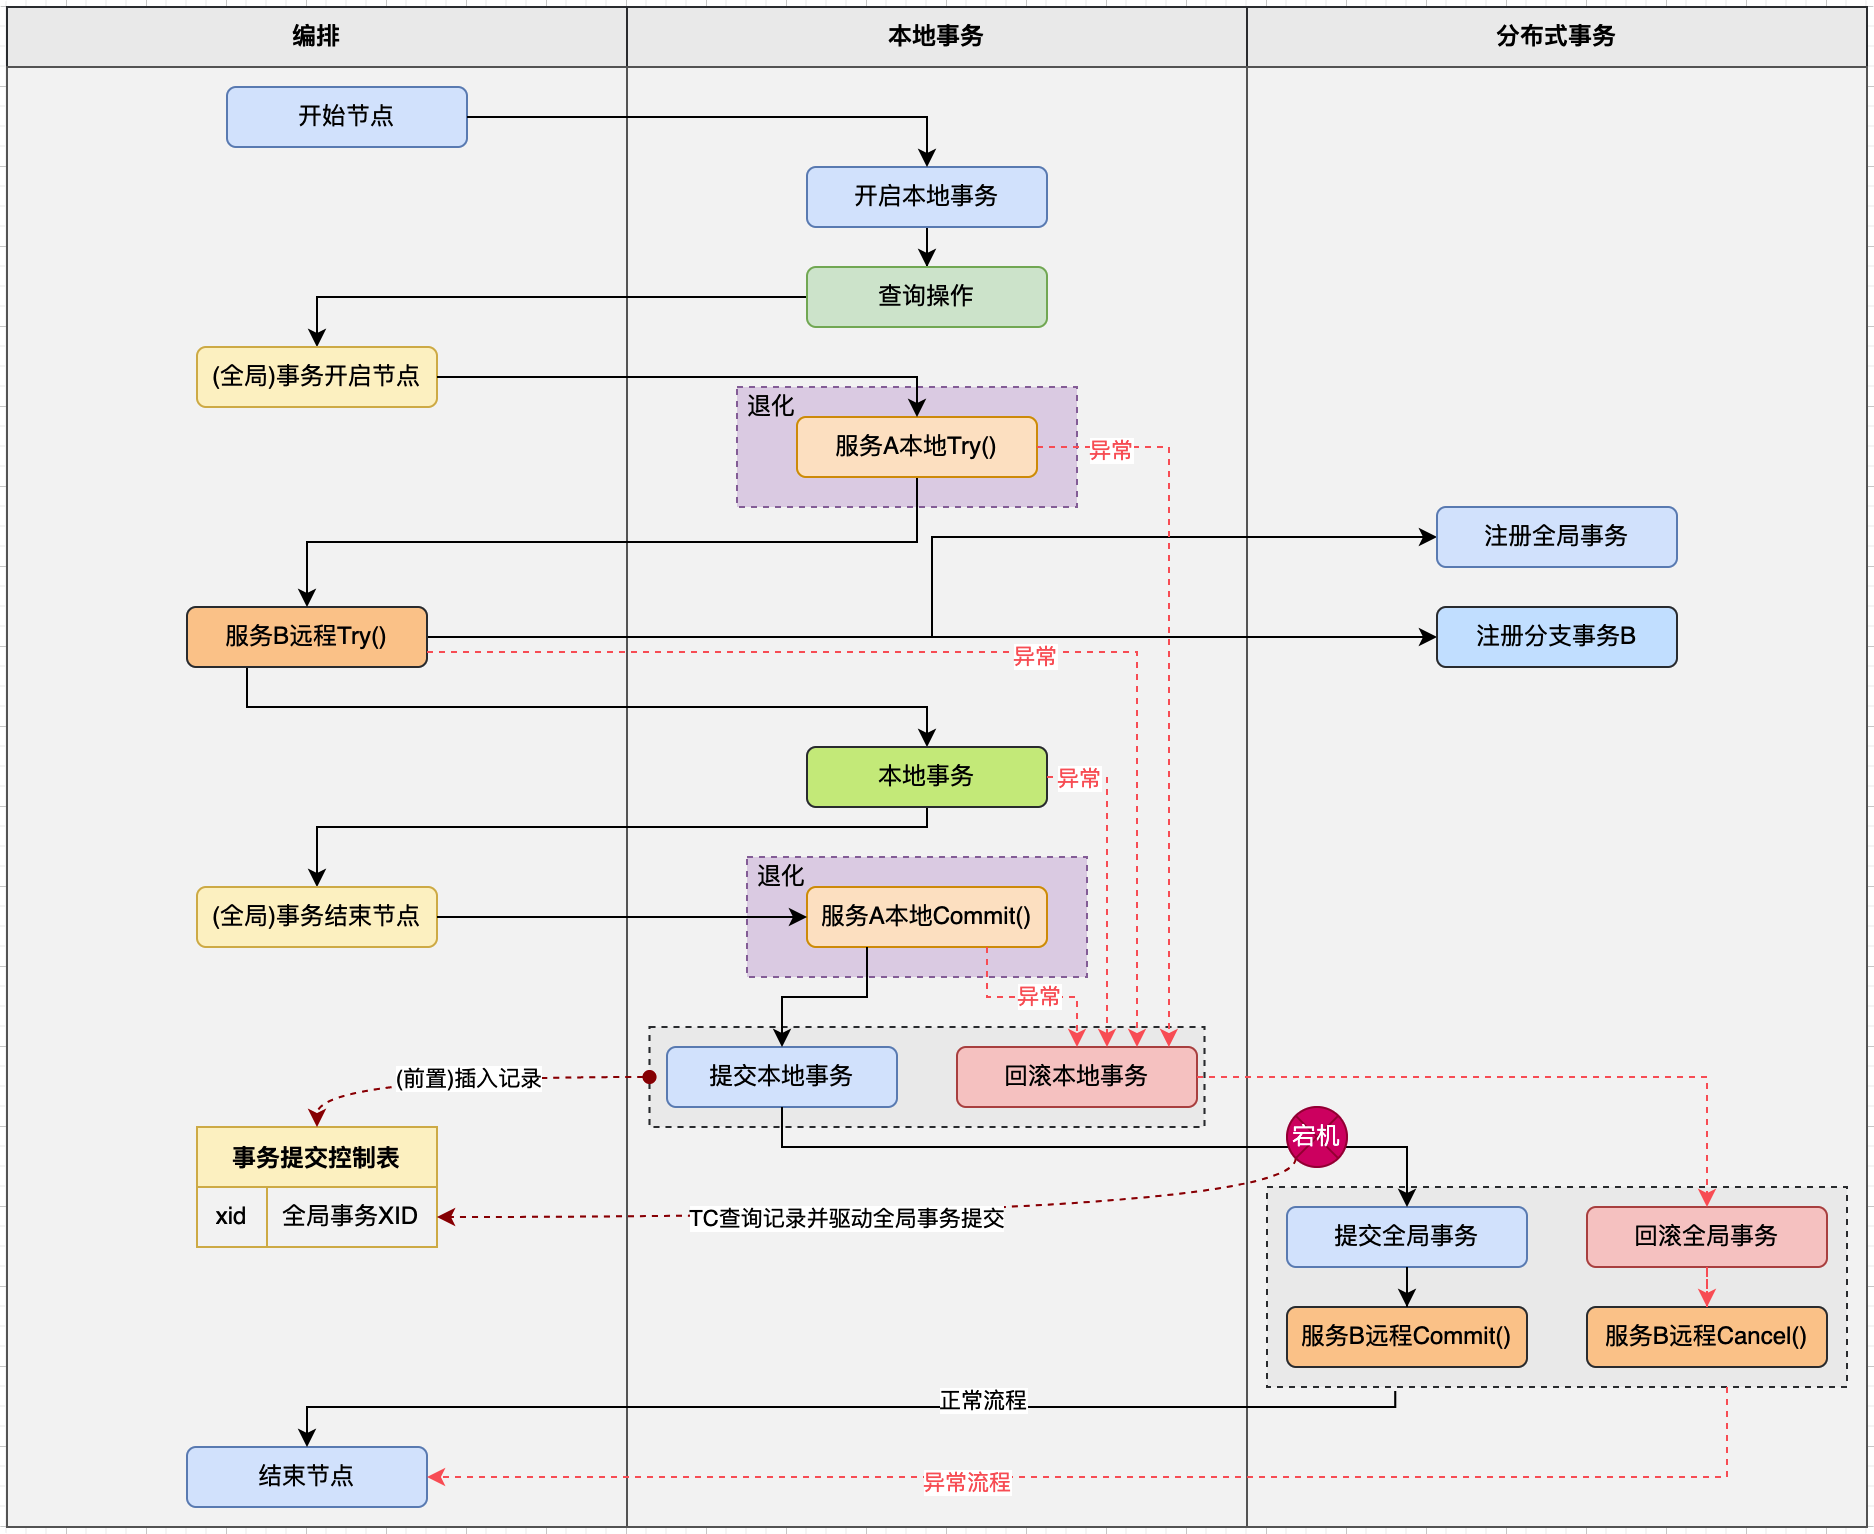 编排
本地事务
分布式事务
开始节点
开启本地事务
查询操作
(全局)事务开启节点
退化
服务A本地Try()
异常
注册全局事务
服务B远程Try()
注册分支事务B
异常
本地事务
异常
退化
(全局)事务结束节点
服务A本地Commit()
异常
(前置)插入记录
提交本地事务
回滚本地事务
宕机
事务提交控制表
xid
全局事务XID
TC查询记录并驱动全局事务提交
提交全局事务
回滚全局事务
服务B远程Commit()
服务B远程Cancel()
正常流程
结束节点
异常流程